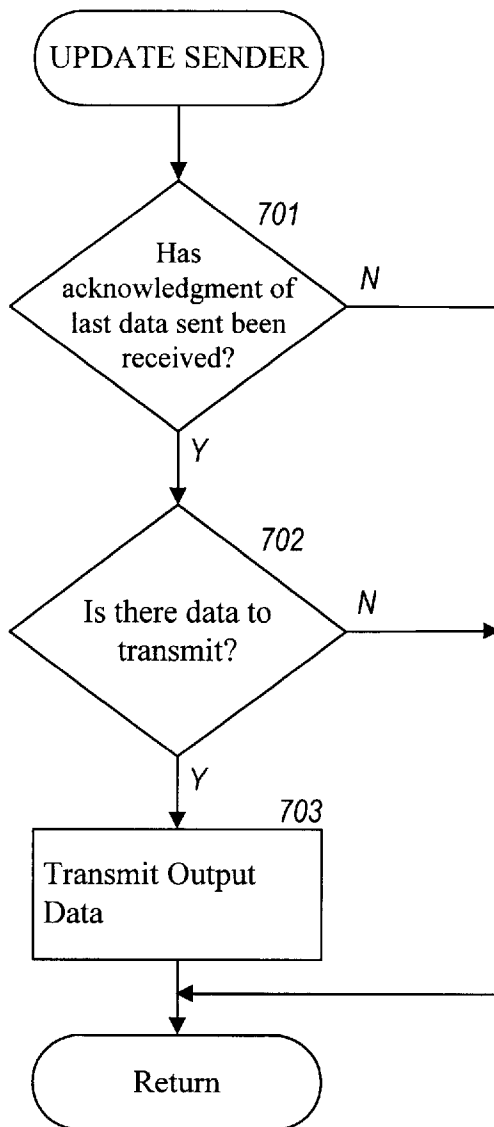 UPDATE SENDER
701
Has
acknowledgment of
last data sent been
received?
N
Y
702
Is there data to
transmit?
N
Y
703
Transmit Output
Data
Return